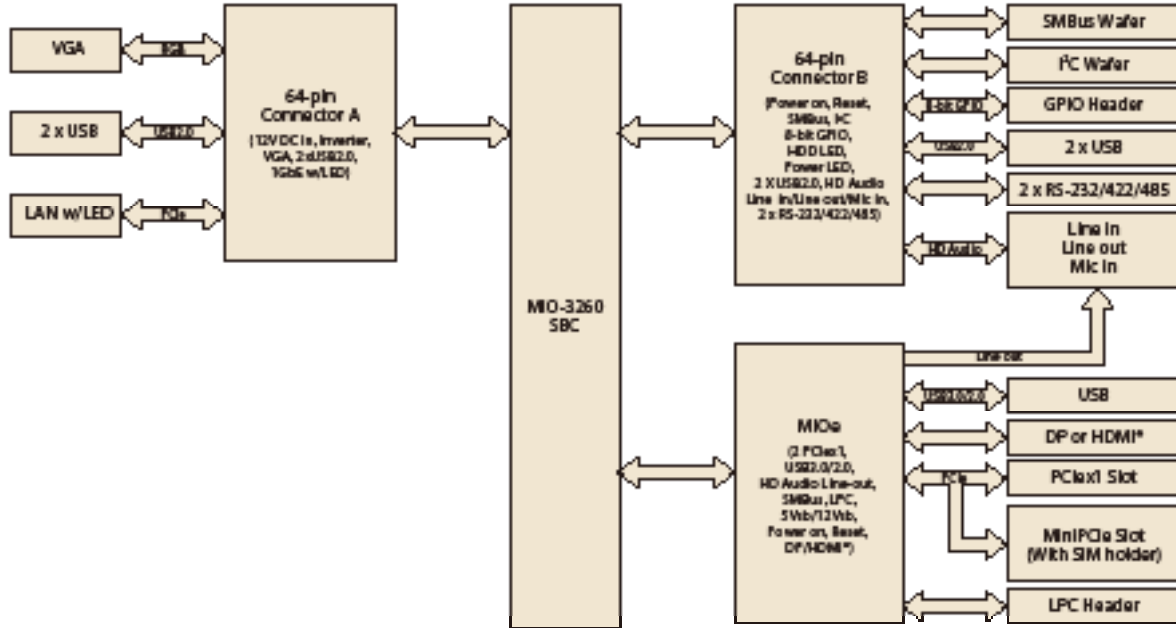 VGA
RGB
2 x USB
USB2.0
LAN w/LED
PCIe
64-pin
Connector A
(12V DC in, Inverter,
VGA, 2xUSB2.0,
1GbE w/LED)
MIO-3260
SBC
64-pin
Connector B
(Power on, Reset,
SMBus, I²C
8-bit GPIO,
HDD LED,
Power LED,
2 X USB2.0, HD Audio
Line in/Line out/Mic in,
2 x RS-232/422/485)
SMBus Wafer
I²C Wafer
8-bit GPIO
GPIO Header
USB2.0
2 x USB
2 x RS-232/422/485
HD Audio
Line in
Line out
Mic in
Line out
MIOe
(2 PCIex1,
USB3.0/2.0,
HD Audio Line-out,
SMBus, LPC,
5Vsb/12Vsb,
Power on, Reset,
DP/HDMI*)
USB3.0/2.0
USB
DP or HDMI*
PCIe
PCIex1 Slot
MiniPCIe Slot
(With SIM holder)
LPC Header